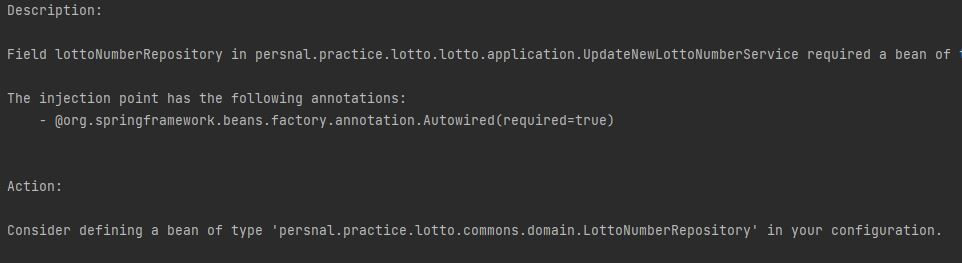 Description:
Field lottoNumberRepository in persnal.practice.lotto.lotto.application.UpdateNewLottoNumberService required a bean of
The injection point has the following annotations:
- @org.springframework.beans.factory.annotation.Autowired(required=true)
Action:
Consider defining a bean of type 'persnal.practice.lotto.commons.domain.LottoNumberRepository' in your configuration.